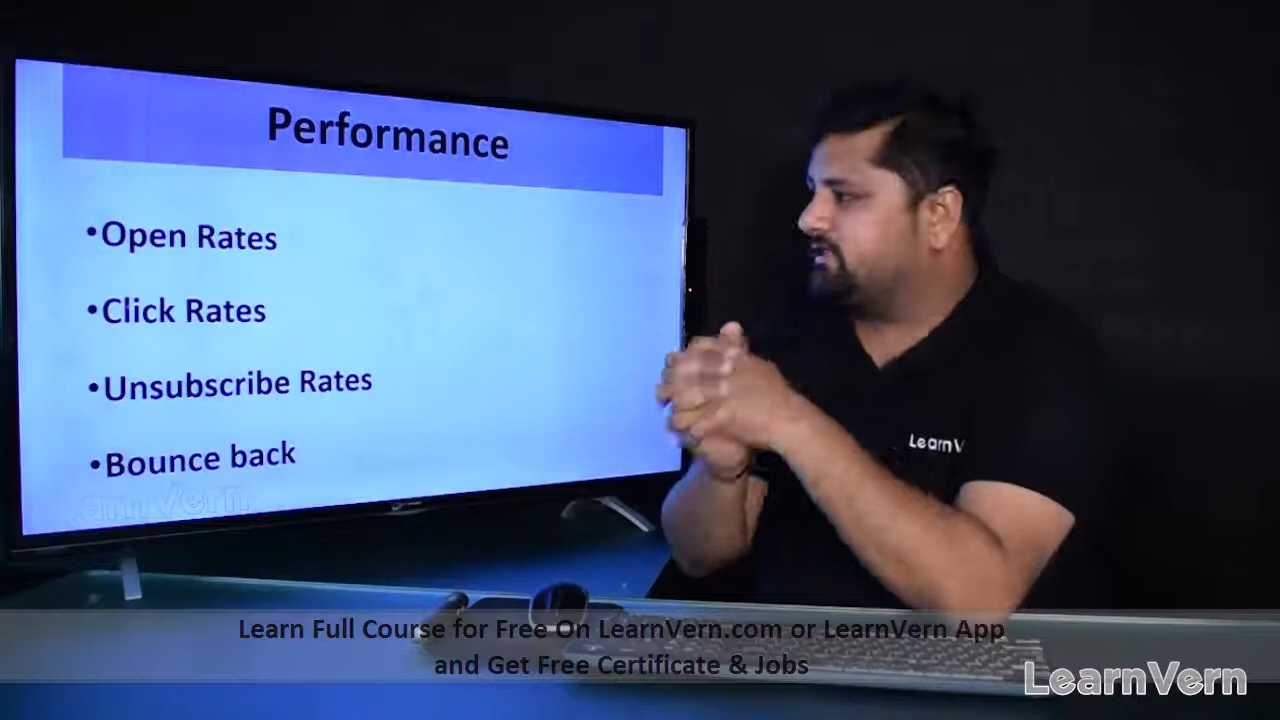 Performance
•Open Rates
•Click Rates
•Unsubscribe Rates
•Bounce back
LearnV
Learn Full Course for Free On LearnVern.com or LearnVern App
and Get Free Certificate & Jobs
LearnVern